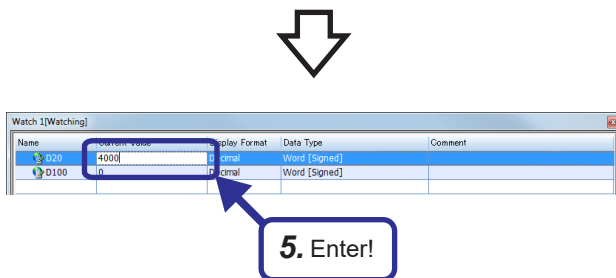 Watch 1[Watching]
Name Current Value Display Format Data Type Comment
D20 4000 Decimal Word [Signed]
D100 0 Decimal Word [Signed]
5. Enter!